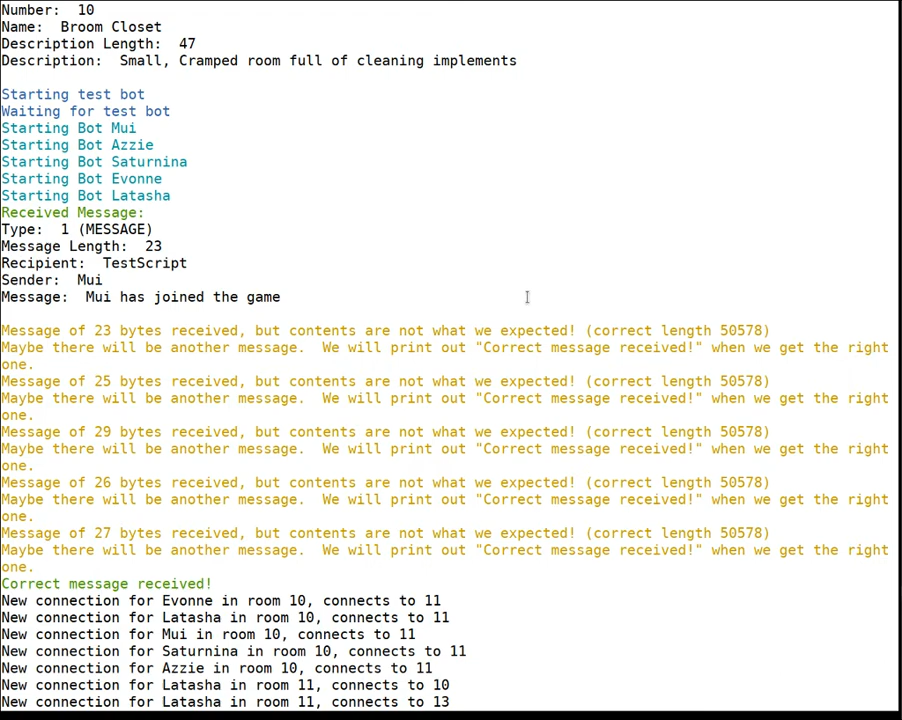 Number:  10
Name:  Broom Closet
Description Length:  47
Description:  Small, Cramped room full of cleaning implements
Starting test bot
Waiting for test bot
Starting Bot Mui
Starting Bot Azzie
Starting Bot Saturnina
Starting Bot Evonne
Starting Bot Latasha
Received Message:
Type:  1 (MESSAGE)
Message Length:  23
Recipient:  TestScript
Sender:  Mui
Message:  Mui has joined the game
Message of 23 bytes received, but contents are not what we expected! (correct length 50578)
Maybe there will be another message.  We will print out "Correct message received!" when we get the right
one.
Message of 25 bytes received, but contents are not what we expected! (correct length 50578)
Maybe there will be another message.  We will print out "Correct message received!" when we get the right
one.
Message of 29 bytes received, but contents are not what we expected! (correct length 50578)
Maybe there will be another message.  We will print out "Correct message received!" when we get the right
one.
Message of 26 bytes received, but contents are not what we expected! (correct length 50578)
Maybe there will be another message.  We will print out "Correct message received!" when we get the right
one.
Message of 27 bytes received, but contents are not what we expected! (correct length 50578)
Maybe there will be another message.  We will print out "Correct message received!" when we get the right
one.
Correct message received!
New connection for Evonne in room 10, connects to 11
New connection for Latasha in room 10, connects to 11
New connection for Mui in room 10, connects to 11
New connection for Saturnina in room 10, connects to 11
New connection for Azzie in room 10, connects to 11
New connection for Latasha in room 11, connects to 10
New connection for Latasha in room 11, connects to 13